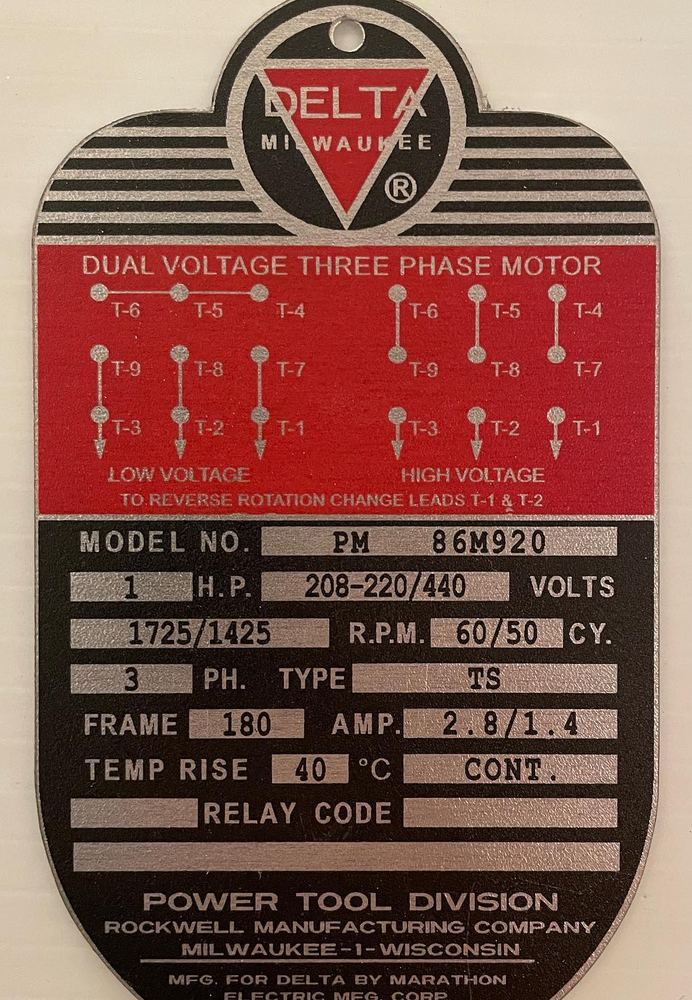 DELTA
MILWAUKEE
®
DUAL VOLTAGE THREE PHASE MOTOR
T-6 T-5 T-4 T-6 T-5 T-4
T-9 T-8 T-7 T-9 T-8 T-7
T-3 T-2 T-1 T-3 T-2 T-1
LOW VOLTAGE HIGH VOLTAGE
TO REVERSE ROTATION CHANGE LEADS T-1 & T-2
MODEL NO. PM 86M920
1 H.P. 208-220/440 VOLTS
1725/1425 R.P.M. 60/50 CY.
3 PH. TYPE TS
FRAME 180 AMP. 2.8/1.4
TEMP RISE 40 °C CONT.
RELAY CODE
POWER TOOL DIVISION
ROCKWELL MANUFACTURING COMPANY
MILWAUKEE-1-WISCONSIN
MFG. FOR DELTA BY MARATHON
ELECTRIC MFG. CORP.